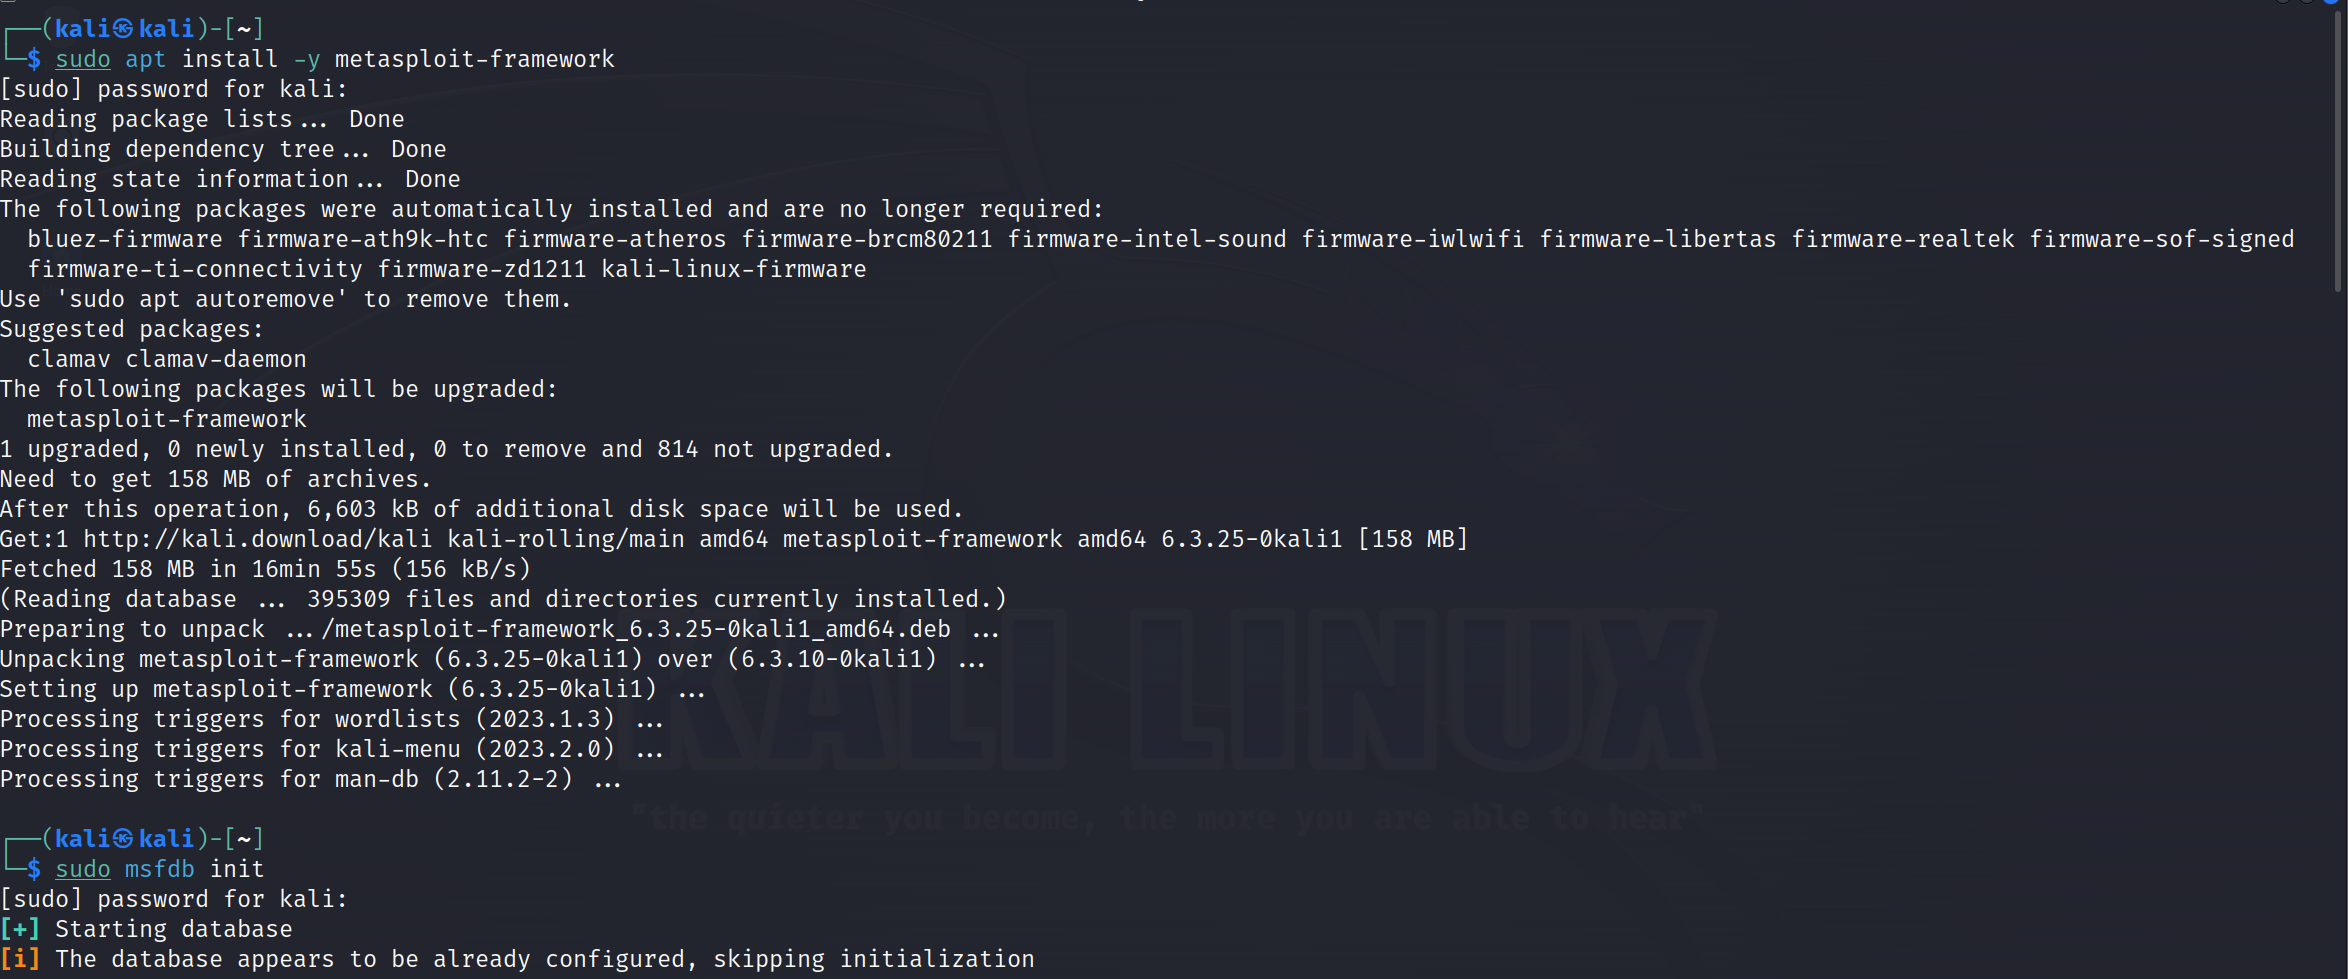 ┌──(kali㉿kali)-[~]
└─$ sudo apt install -y metasploit-framework
[sudo] password for kali:
Reading package lists... Done
Building dependency tree... Done
Reading state information... Done
The following packages were automatically installed and are no longer required:
  bluez-firmware firmware-ath9k-htc firmware-atheros firmware-brcm80211 firmware-intel-sound firmware-iwlwifi firmware-libertas firmware-realtek firmware-sof-signed
  firmware-ti-connectivity firmware-zd1211 kali-linux-firmware
Use 'sudo apt autoremove' to remove them.
Suggested packages:
  clamav clamav-daemon
The following packages will be upgraded:
  metasploit-framework
1 upgraded, 0 newly installed, 0 to remove and 814 not upgraded.
Need to get 158 MB of archives.
After this operation, 6,603 kB of additional disk space will be used.
Get:1 http://kali.download/kali kali-rolling/main amd64 metasploit-framework amd64 6.3.25-0kali1 [158 MB]
Fetched 158 MB in 16min 55s (156 kB/s)
(Reading database ... 395309 files and directories currently installed.)
Preparing to unpack .../metasploit-framework_6.3.25-0kali1_amd64.deb ...
Unpacking metasploit-framework (6.3.25-0kali1) over (6.3.10-0kali1) ...
Setting up metasploit-framework (6.3.25-0kali1) ...
Processing triggers for wordlists (2023.1.3) ...
Processing triggers for kali-menu (2023.2.0) ...
Processing triggers for man-db (2.11.2-2) ...
KALI LINUX
"the quieter you become, the more you are able to hear"
┌──(kali㉿kali)-[~]
└─$ sudo msfdb init
[sudo] password for kali:
[+] Starting database
[i] The database appears to be already configured, skipping initialization